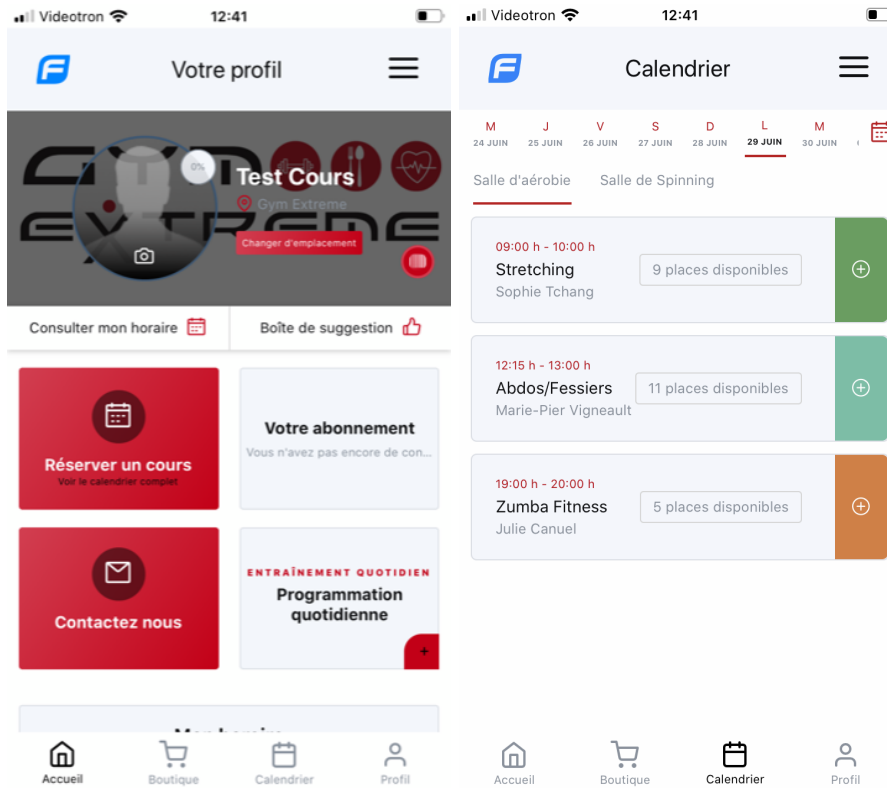 Videotron
12:41
Votre profil
GYM
EXTREME
0%
Test Cours
Gym Extreme
Changer d'emplacement
Consulter mon horaire
Boîte de suggestion
Réserver un cours
Voir le calendrier complet
Votre abonnement
Vous n'avez pas encore de con...
Contactez nous
ENTRAÎNEMENT QUOTIDIEN
Programmation
quotidienne
+
Mon horaire
Accueil
Boutique
Calendrier
Profil
Videotron
12:41
Calendrier
M J V S D L M
24 JUIN 25 JUIN 26 JUIN 27 JUIN 28 JUIN 29 JUIN 30 JUIN
Salle d'aérobie
Salle de Spinning
09:00 h - 10:00 h
Stretching
Sophie Tchang
9 places disponibles
12:15 h - 13:00 h
Abdos/Fessiers
Marie-Pier Vigneault
11 places disponibles
19:00 h - 20:00 h
Zumba Fitness
Julie Canuel
5 places disponibles
Accueil
Boutique
Calendrier
Profil